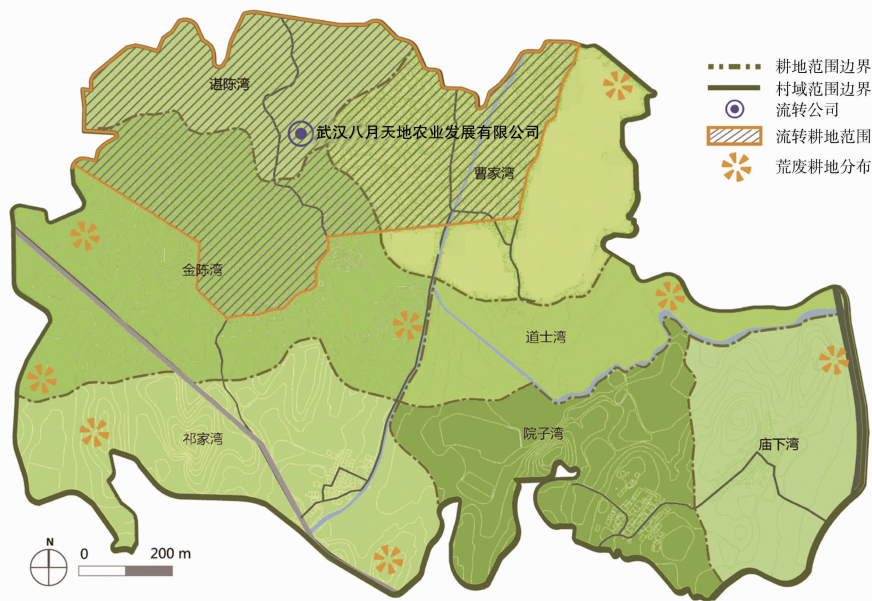 谌陈湾
武汉八月天地农业发展有限公司
曹家湾
金陈湾
道士湾
祁家湾
院子湾
庙下湾
耕地范围边界
村域范围边界
流转公司
流转耕地范围
荒废耕地分布
N
0 200 m